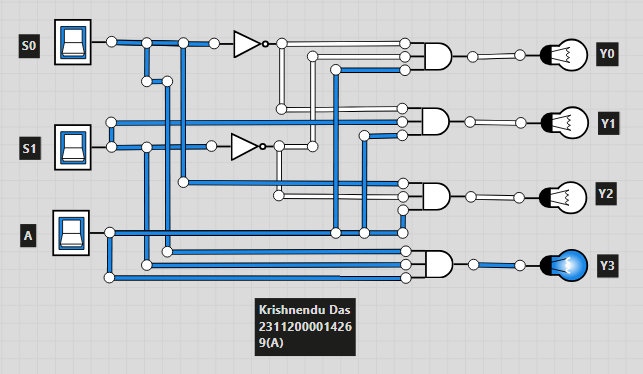 S0
Y0
Y1
S1
Y2
A
Y3
Krishnendu Das
2311200001426
9(A)